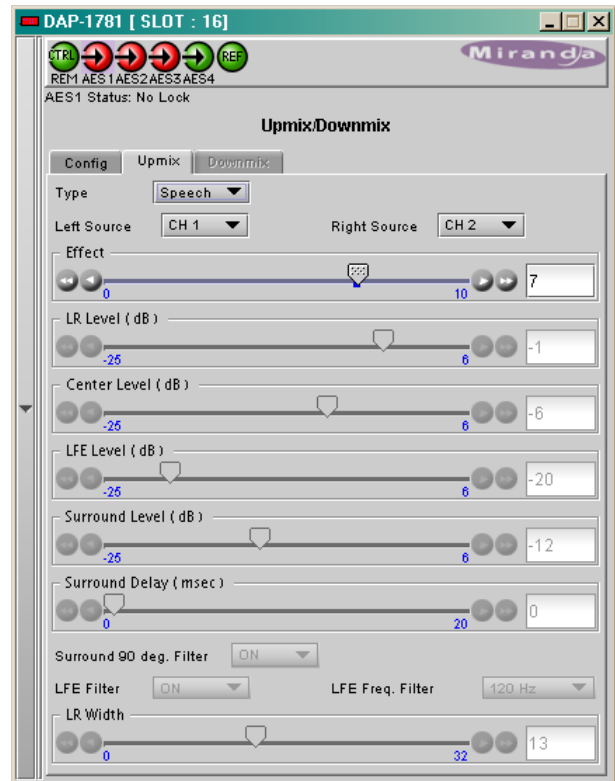 DAP-1781 [ SLOT : 16]
CTRL REF Miranda
REM AES1 AES2 AES3 AES4
AES1 Status: No Lock
Upmix/Downmix
Config Upmix Downmix
Type Speech
Left Source CH 1 Right Source CH 2
Effect
0 10 7
LR Level ( dB )
-25 6 -1
Center Level ( dB )
-25 6 -6
LFE Level ( dB )
-25 6 -20
Surround Level ( dB )
-25 6 -12
Surround Delay ( msec )
0 20 0
Surround 90 deg. Filter ON
LFE Filter ON LFE Freq. Filter 120 Hz
LR Width
0 32 13